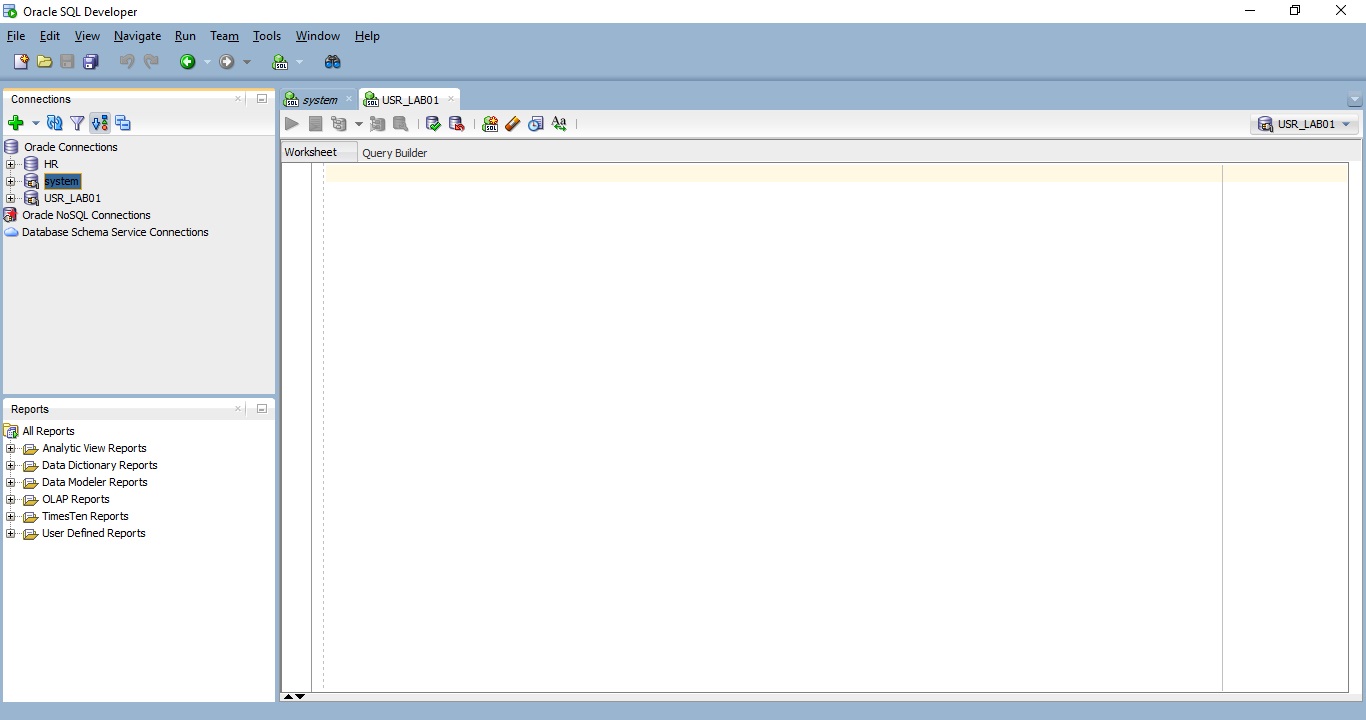 Oracle SQL Developer
File Edit View Navigate Run Team Tools Window Help
Connections
Oracle Connections
HR
system
USR_LAB01
Oracle NoSQL Connections
Database Schema Service Connections
Reports
All Reports
Analytic View Reports
Data Dictionary Reports
Data Modeler Reports
OLAP Reports
TimesTen Reports
User Defined Reports
system USR_LAB01
USR_LAB01
Worksheet Query Builder